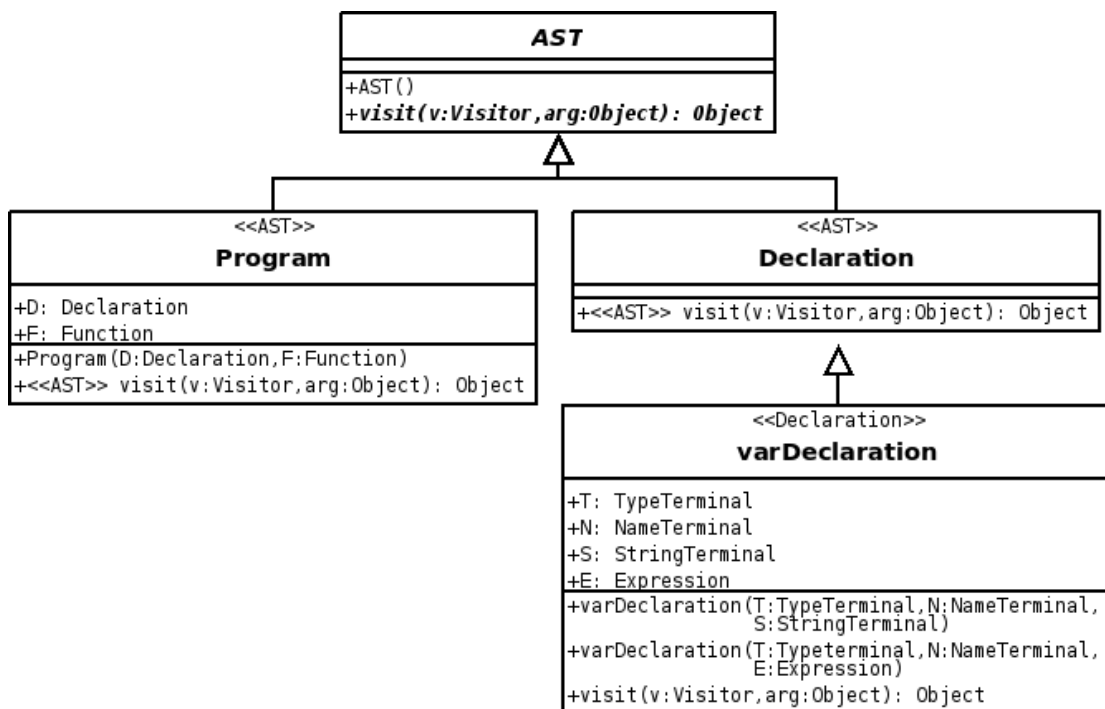 AST
+AST()
+visit(v:Visitor,arg:Object): Object
<<AST>>
Program
+D: Declaration
+F: Function
+Program(D:Declaration,F:Function)
+<<AST>> visit(v:Visitor,arg:Object): Object
<<AST>>
Declaration
+<<AST>> visit(v:Visitor,arg:Object): Object
<<Declaration>>
varDeclaration
+T: TypeTerminal
+N: NameTerminal
+S: StringTerminal
+E: Expression
+varDeclaration(T:TypeTerminal,N:NameTerminal,
S:StringTerminal)
+varDeclaration(T:Typeterminal,N:NameTerminal,
E:Expression)
+visit(v:Visitor,arg:Object): Object